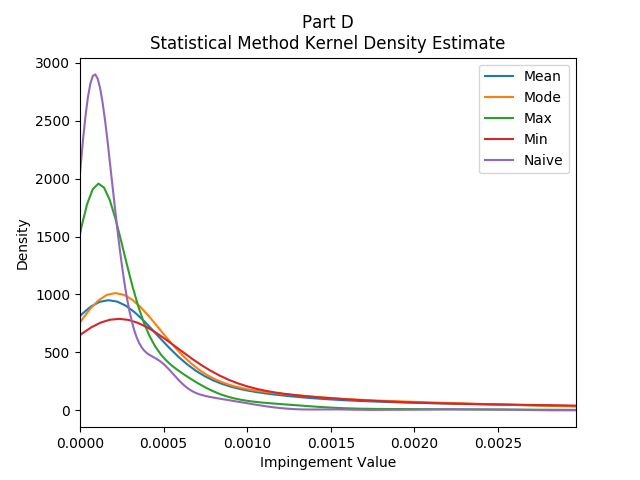 Part D
Statistical Method Kernel Density Estimate
3000
2500
2000
1500
1000
500
0
Density
0.0000
0.0005
0.0010
0.0015
0.0020
0.0025
Impingement Value
Mean
Mode
Max
Min
Naive